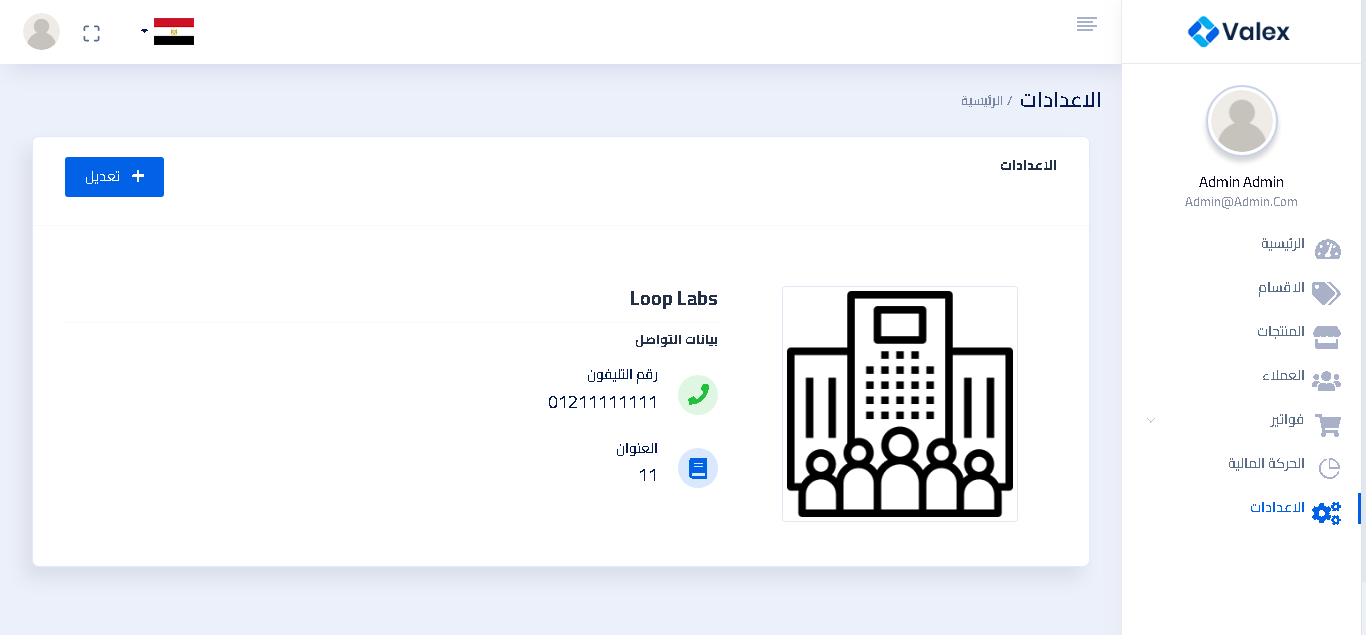 Valex
Admin Admin
Admin@Admin.Com
الرئيسية
الاقسام
المنتجات
العملاء
فواتير
الحركة المالية
الاعدادات
الاعدادات / الرئيسية
الاعدادات
تعديل
Loop Labs
بيانات التواصل
رقم التليفون
01211111111
العنوان
11